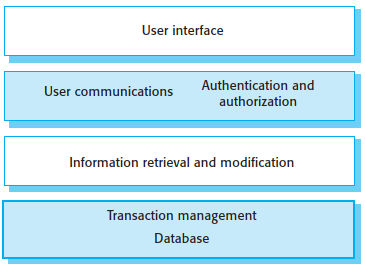 User interface
User communications
Authentication and
authorization
Information retrieval and modification
Transaction management
Database